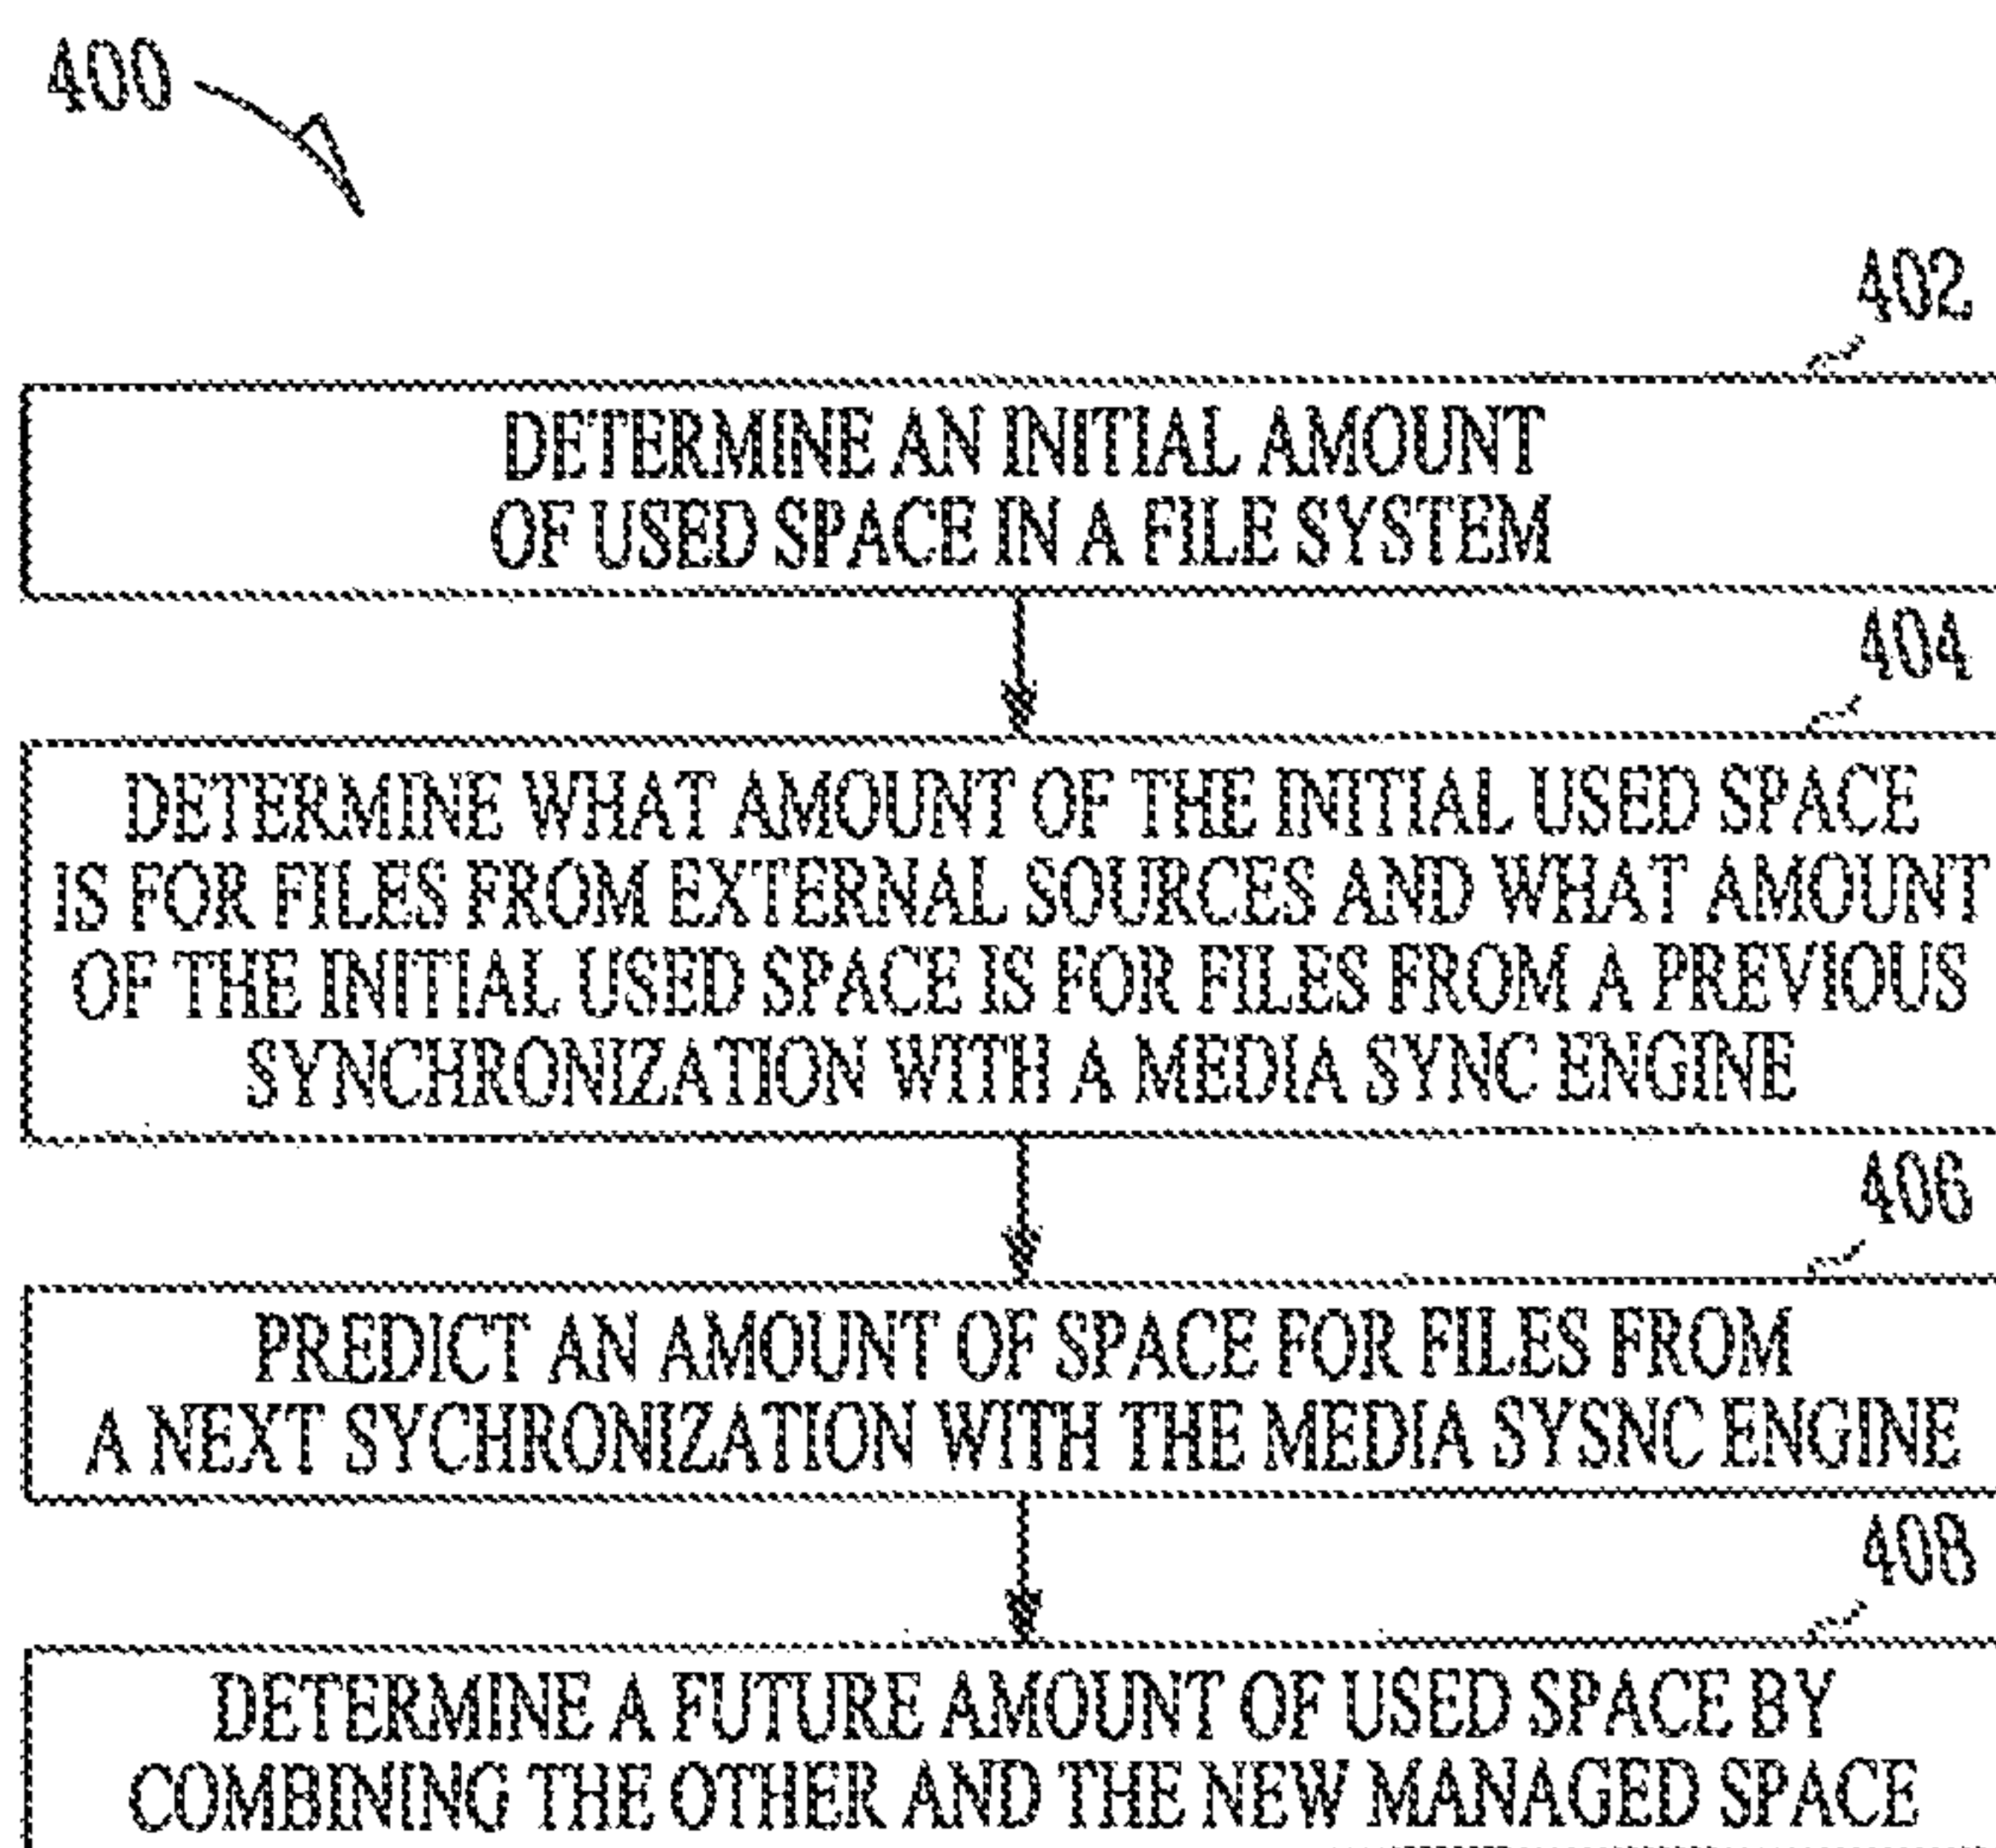 400
402
DETERMINE AN INITIAL AMOUNT
OF USED SPACE IN A FILE SYSTEM
404
DETERMINE WHAT AMOUNT OF THE INITIAL USED SPACE
IS FOR FILES FROM EXTERNAL SOURCES AND WHAT AMOUNT
OF THE INITIAL USED SPACE IS FOR FILES FROM A PREVIOUS
SYNCHRONIZATION WITH A MEDIA SYNC ENGINE
406
PREDICT AN AMOUNT OF SPACE FOR FILES FROM
A NEXT SYCHRONIZATION WITH THE MEDIA SYSNC ENGINE
408
DETERMINE A FUTURE AMOUNT OF USED SPACE BY
COMBINING THE OTHER AND THE NEW MANAGED SPACE